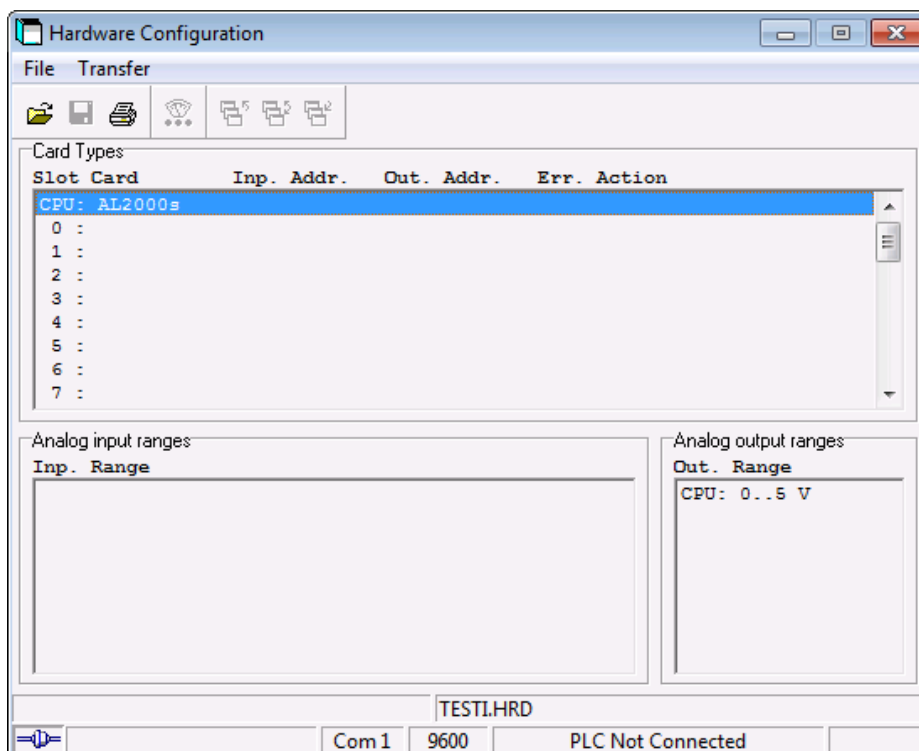 Hardware Configuration
File Transfer
Card Types
Slot Card Inp. Addr. Out. Addr. Err. Action
CPU: AL2000s
0 :
1 :
2 :
3 :
4 :
5 :
6 :
7 :
Analog input ranges
Inp. Range
Analog output ranges
Out. Range
CPU: 0..5 V
TESTI.HRD
Com 1 9600 PLC Not Connected